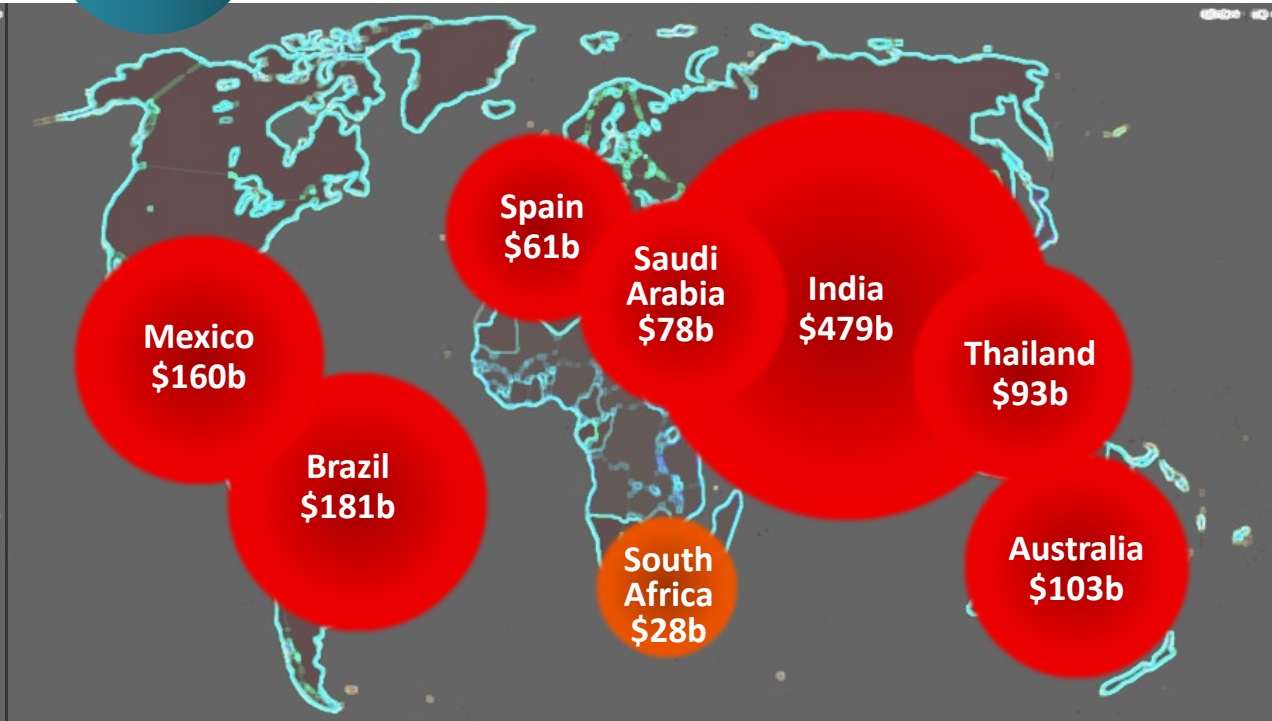 Spain
$61b
Saudi
Arabia
$78b
India
$479b
Mexico
$160b
Thailand
$93b
Brazil
$181b
South
Africa
$28b
Australia
$103b